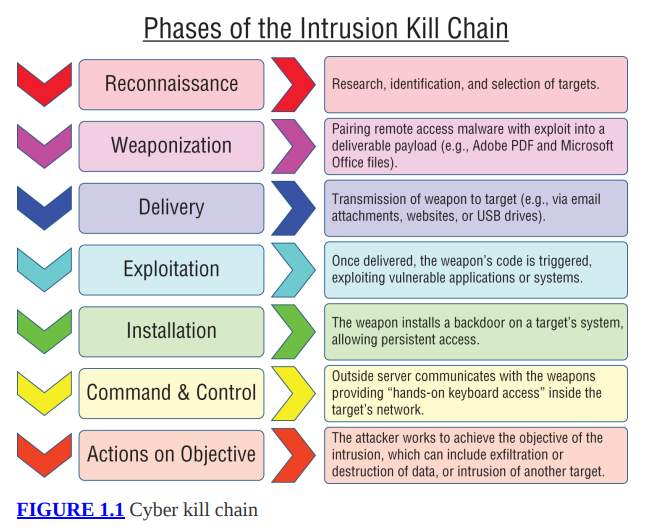 Phases of the Intrusion Kill Chain
Reconnaissance
Research, identification, and selection of targets.
Weaponization
Pairing remote access malware with exploit into a
deliverable payload (e.g., Adobe PDF and Microsoft
Office files).
Delivery
Transmission of weapon to target (e.g., via email
attachments, websites, or USB drives).
Exploitation
Once delivered, the weapon’s code is triggered,
exploiting vulnerable applications or systems.
Installation
The weapon installs a backdoor on a target’s system,
allowing persistent access.
Command & Control
Outside server communicates with the weapons
providing “hands-on keyboard access” inside the
target’s network.
Actions on Objective
The attacker works to achieve the objective of the
intrusion, which can include exfiltration or
destruction of data, or intrusion of another target.
FIGURE 1.1 Cyber kill chain